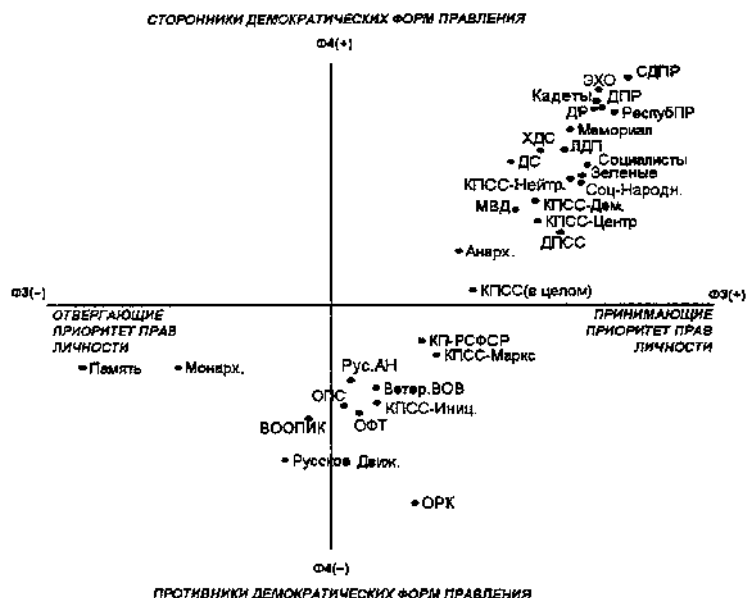 СТОРОННИКИ ДЕМОКРАТИЧЕСКИХ ФОРМ ПРАВЛЕНИЯ
Ф4(+)
СДПР
ЭХО
Кадеты
ДПР
ДР
РеспубПР
Мемориал
ХДС
ЛДП
ДС
Социалисты
Зеленые
КПСС-Нейтр.
Соц-Народн.
МВД
КПСС-Дем.
КПСС-Центр
ДПСС
Анарх.
КПСС(в целом)
Ф3(–)
Ф3(+)
ОТВЕРГАЮЩИЕ
ПРИОРИТЕТ ПРАВ
ЛИЧНОСТИ
ПРИНИМАЮЩИЕ
ПРИОРИТЕТ ПРАВ
ЛИЧНОСТИ
КП-РСФСР
КПСС-Маркс
Память
Монарх.
Рус.АН
Ветер.ВОВ
ОПС
КПСС-Иниц.
ВООПИК
ОФТ
Русское Движ.
ОРК
Ф4(–)
ПРОТИВНИКИ ДЕМОКРАТИЧЕСКИХ ФОРМ ПРАВЛЕНИЯ